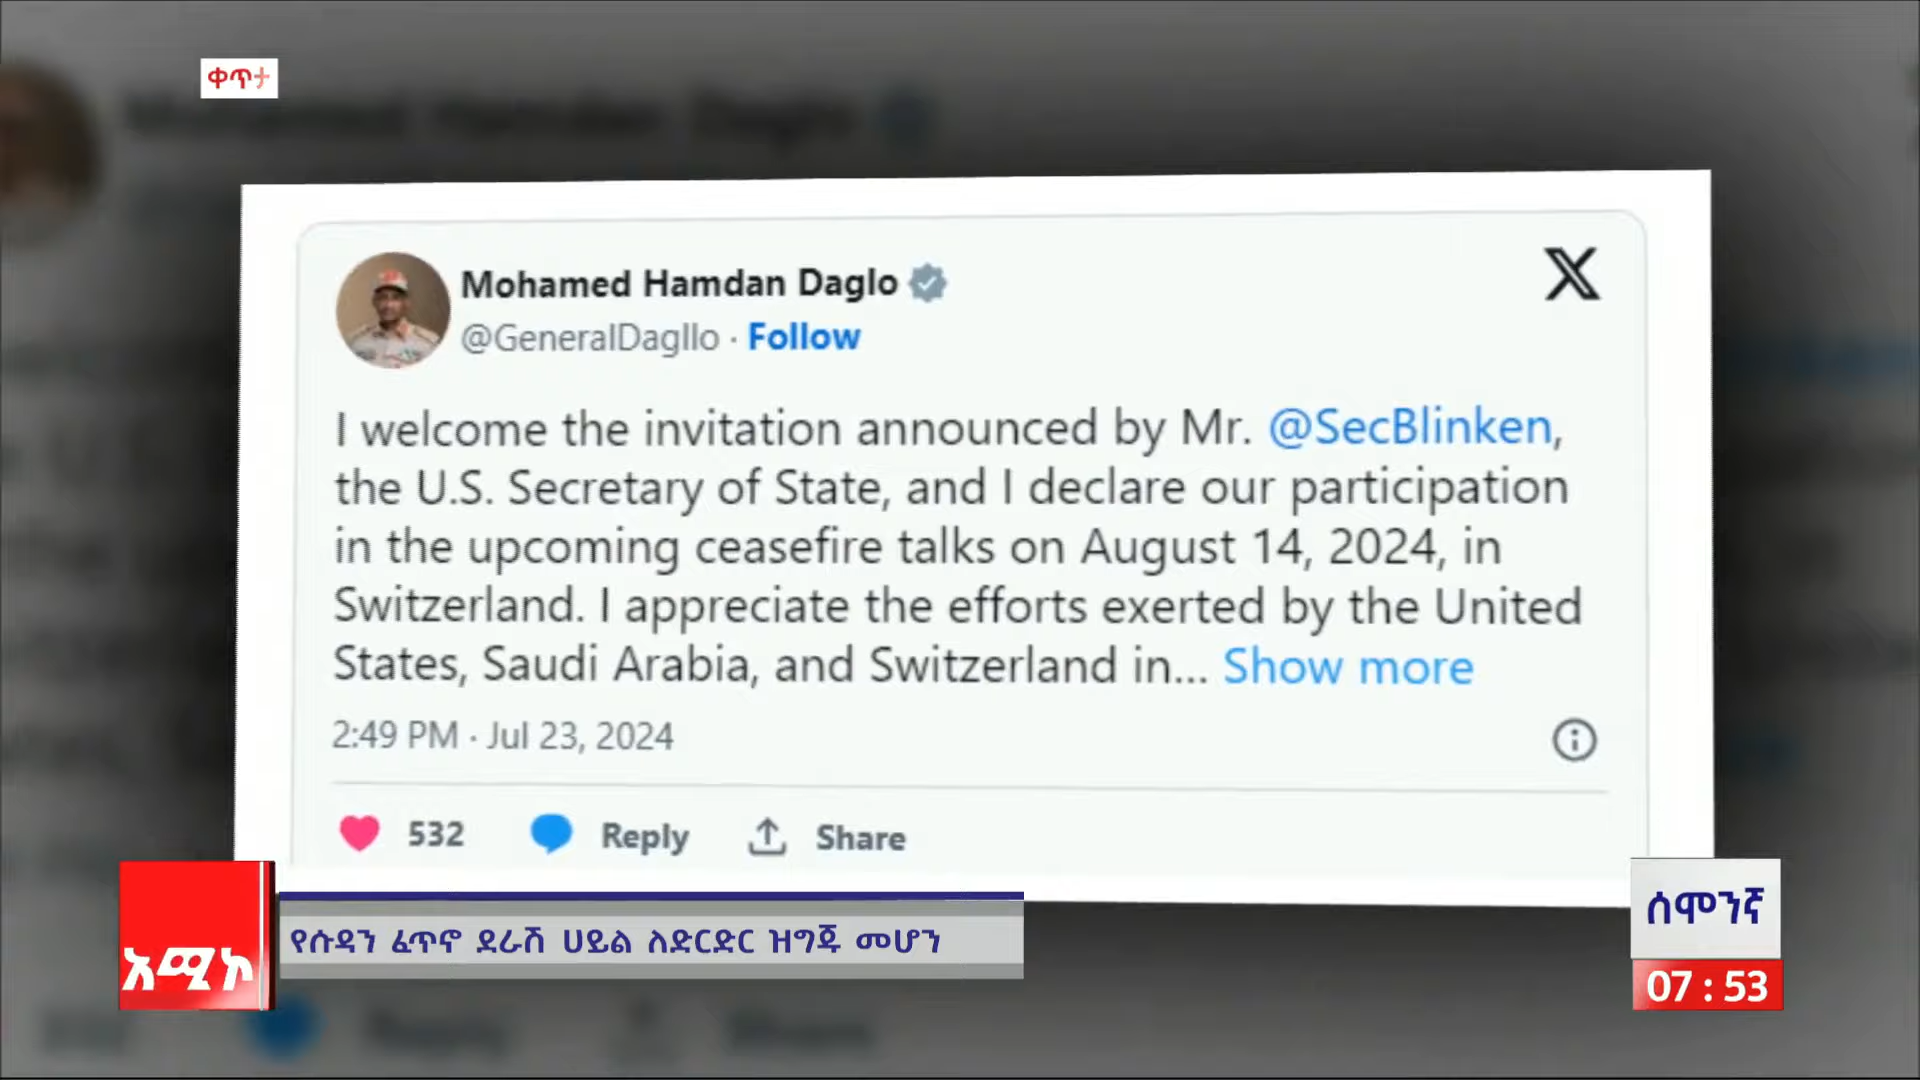 ቀጥታ
Mohamed Hamdan Daglo
@GeneralDagllo · Follow
I welcome the invitation announced by Mr. @SecBlinken,
the U.S. Secretary of State, and I declare our participation
in the upcoming ceasefire talks on August 14, 2024, in
Switzerland. I appreciate the efforts exerted by the United
States, Saudi Arabia, and Switzerland in... Show more
2:49 PM · Jul 23, 2024
532 Reply Share
አሚኮ
የሱዳን ፈጥኖ ደራሽ ሀይል ለድርድር ዝግጁ መሆን
ሰሞንኛ
07 : 53